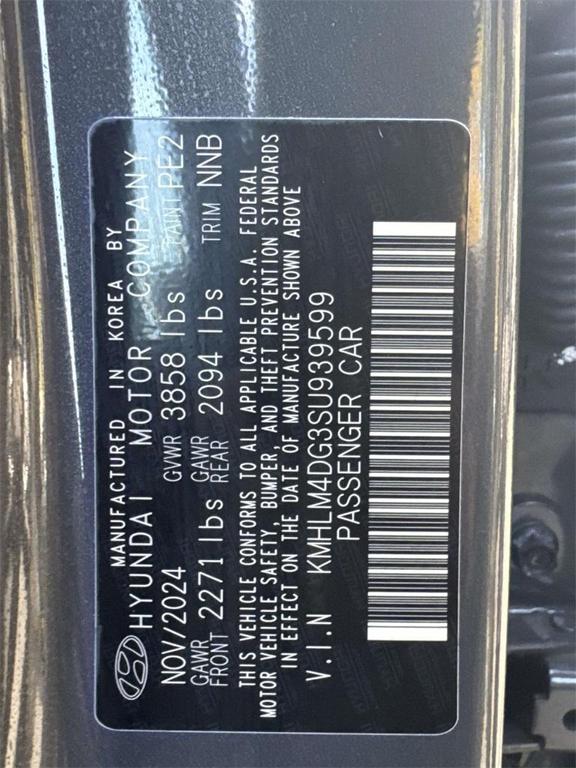 MANUFACTURED IN KOREA BY
HYUNDAI MOTOR COMPANY
NOV/2024 GVWR 3858 lbs PAINT PE2
GAWR FRONT 2271 lbs GAWR REAR 2094 lbs TRIM NNB
THIS VEHICLE CONFORMS TO ALL APPLICABLE U.S.A. FEDERAL
MOTOR VEHICLE SAFETY, BUMPER, AND THEFT PREVENTION STANDARDS
IN EFFECT ON THE DATE OF MANUFACTURE SHOWN ABOVE
V.I.N KMHLM4DG3SU939599
PASSENGER CAR